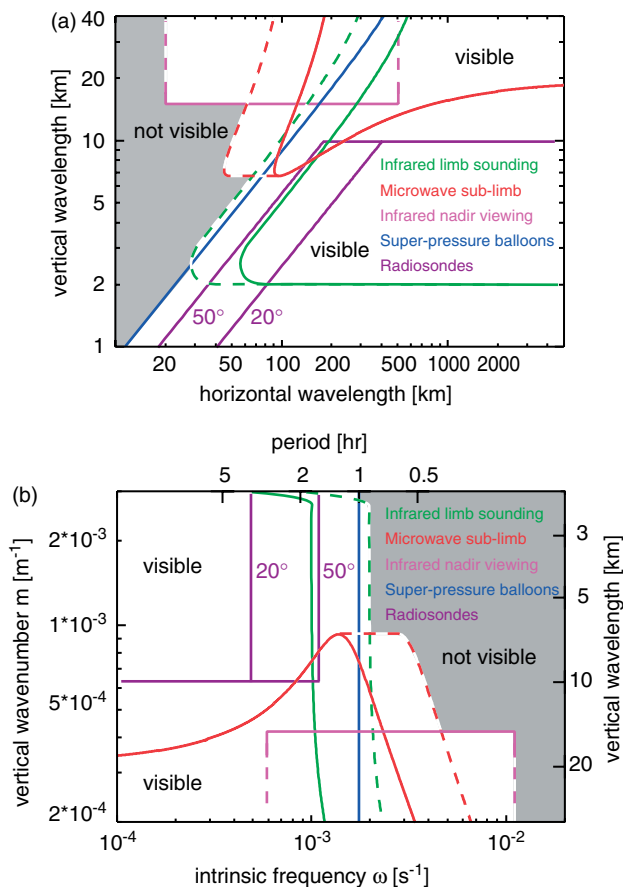 (a)
40
20
10
5
2
1
vertical wavelength [km]
visible
not visible
Infrared limb sounding
Microwave sub-limb
Infrared nadir viewing
Super-pressure balloons
Radiosondes
visible
50°
20°
20
50
100
200
500
1000
2000
horizontal wavelength [km]
period [hr]
5
2
1
0.5
(b)
2*10⁻³
1*10⁻³
5*10⁻⁴
2*10⁻⁴
vertical wavenumber m [m⁻¹]
visible
20°
50°
Infrared limb sounding
Microwave sub-limb
Infrared nadir viewing
Super-pressure balloons
Radiosondes
not visible
visible
3
5
10
20
vertical wavelength [km]
10⁻⁴
10⁻³
10⁻²
intrinsic frequency ω [s⁻¹]